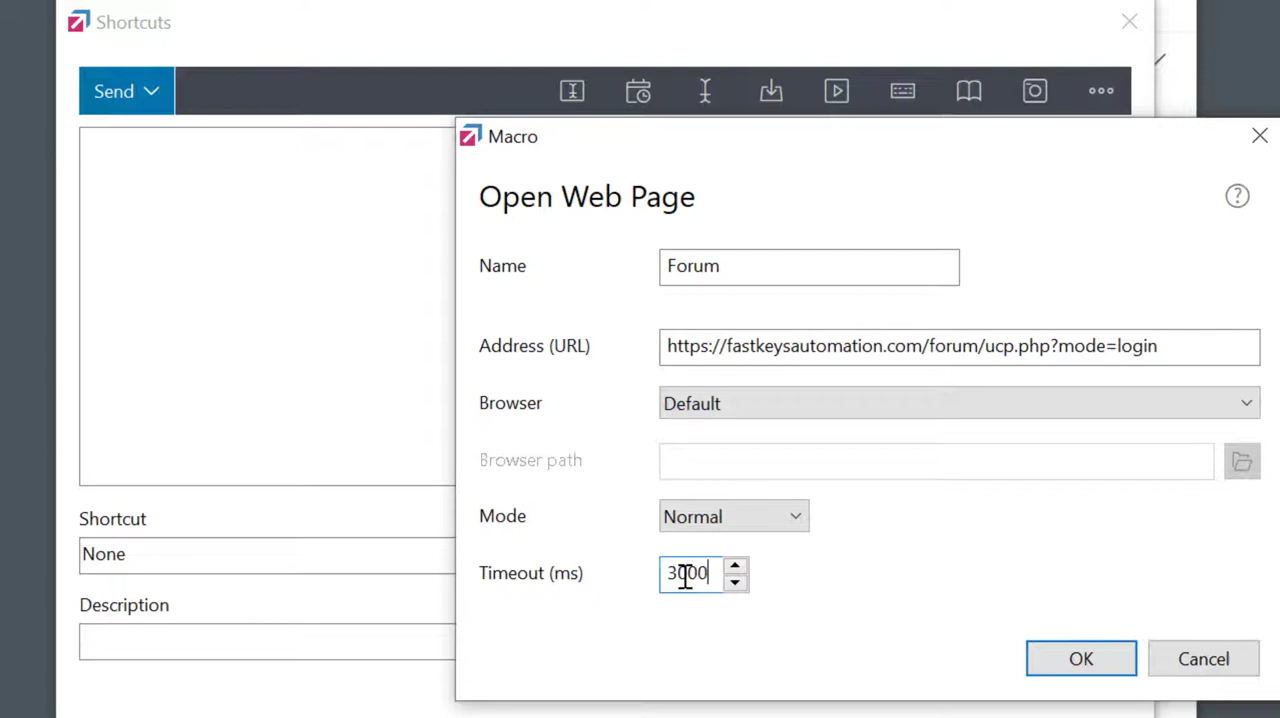 Shortcuts
Send
Macro
Open Web Page
Name
Forum
Address (URL)
https://fastkeysautomation.com/forum/ucp.php?mode=login
Browser
Default
Browser path
Mode
Normal
Shortcut
None
Timeout (ms)
3000
Description
OK
Cancel